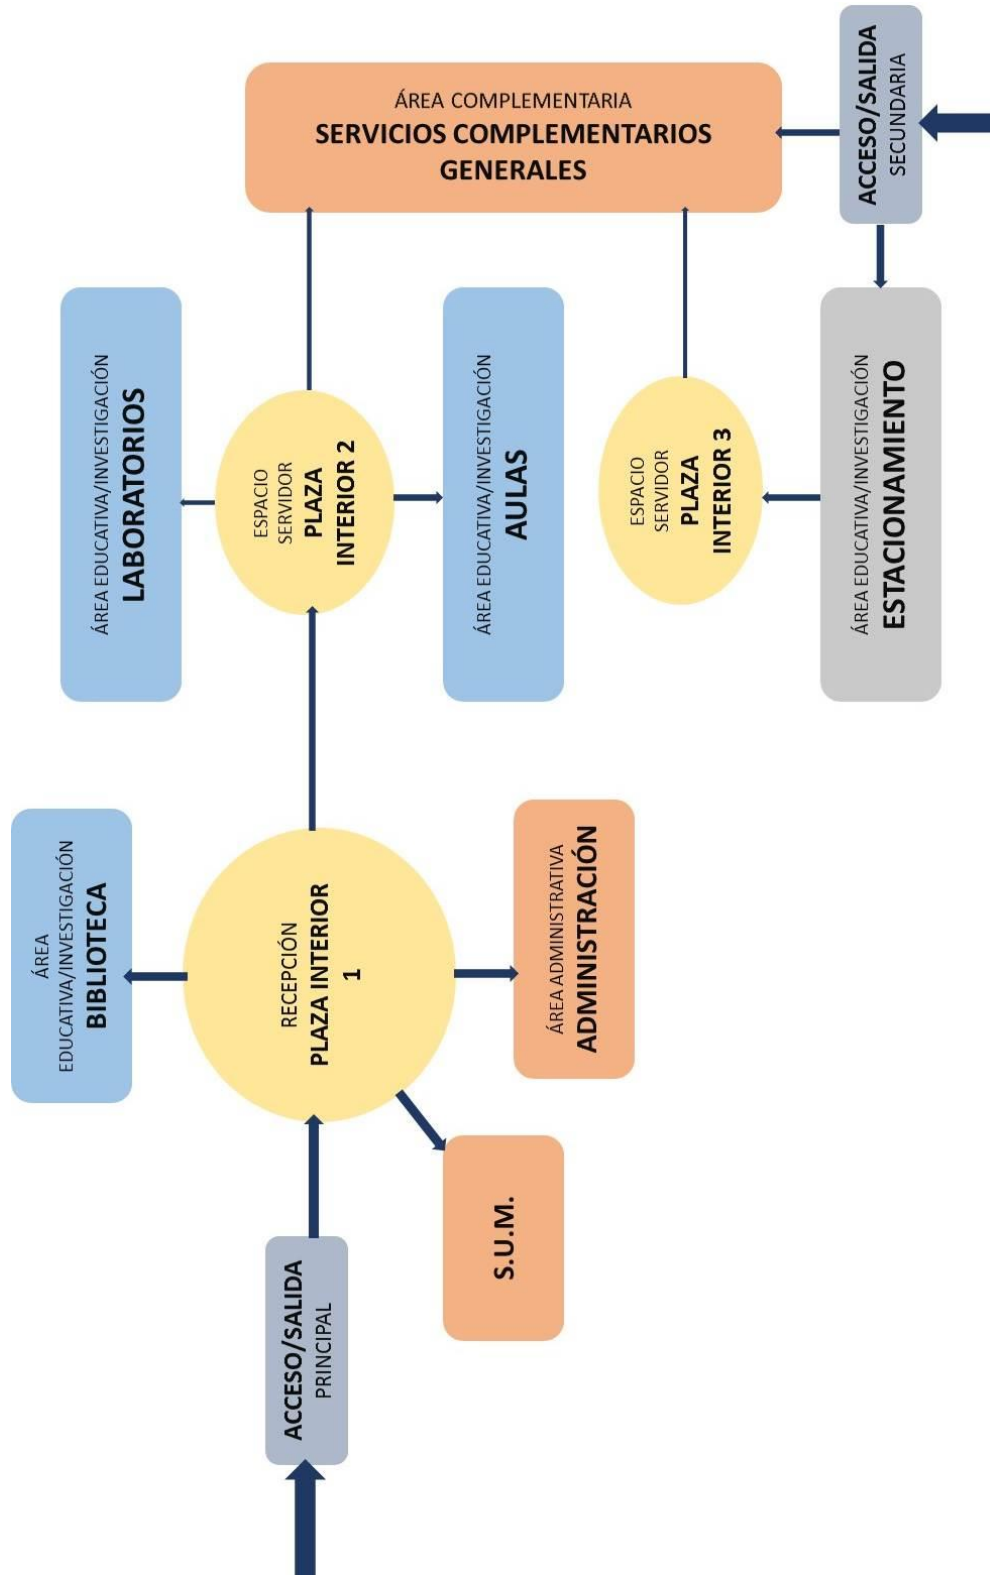 ÁREA COMPLEMENTARIA
SERVICIOS COMPLEMENTARIOS
GENERALES
ACCESO/SALIDA
SECUNDARIA
ÁREA EDUCATIVA/INVESTIGACIÓN
LABORATORIOS
ESPACIO
SERVIDOR
PLAZA
INTERIOR 2
ÁREA EDUCATIVA/INVESTIGACIÓN
AULAS
ESPACIO
SERVIDOR
PLAZA
INTERIOR 3
ÁREA EDUCATIVA/INVESTIGACIÓN
ESTACIONAMIENTO
ÁREA
EDUCATIVA/INVESTIGACIÓN
BIBLIOTECA
RECEPCIÓN
PLAZA INTERIOR
1
ÁREA ADMINISTRATIVA
ADMINISTRACIÓN
S.U.M.
ACCESO/SALIDA
PRINCIPAL